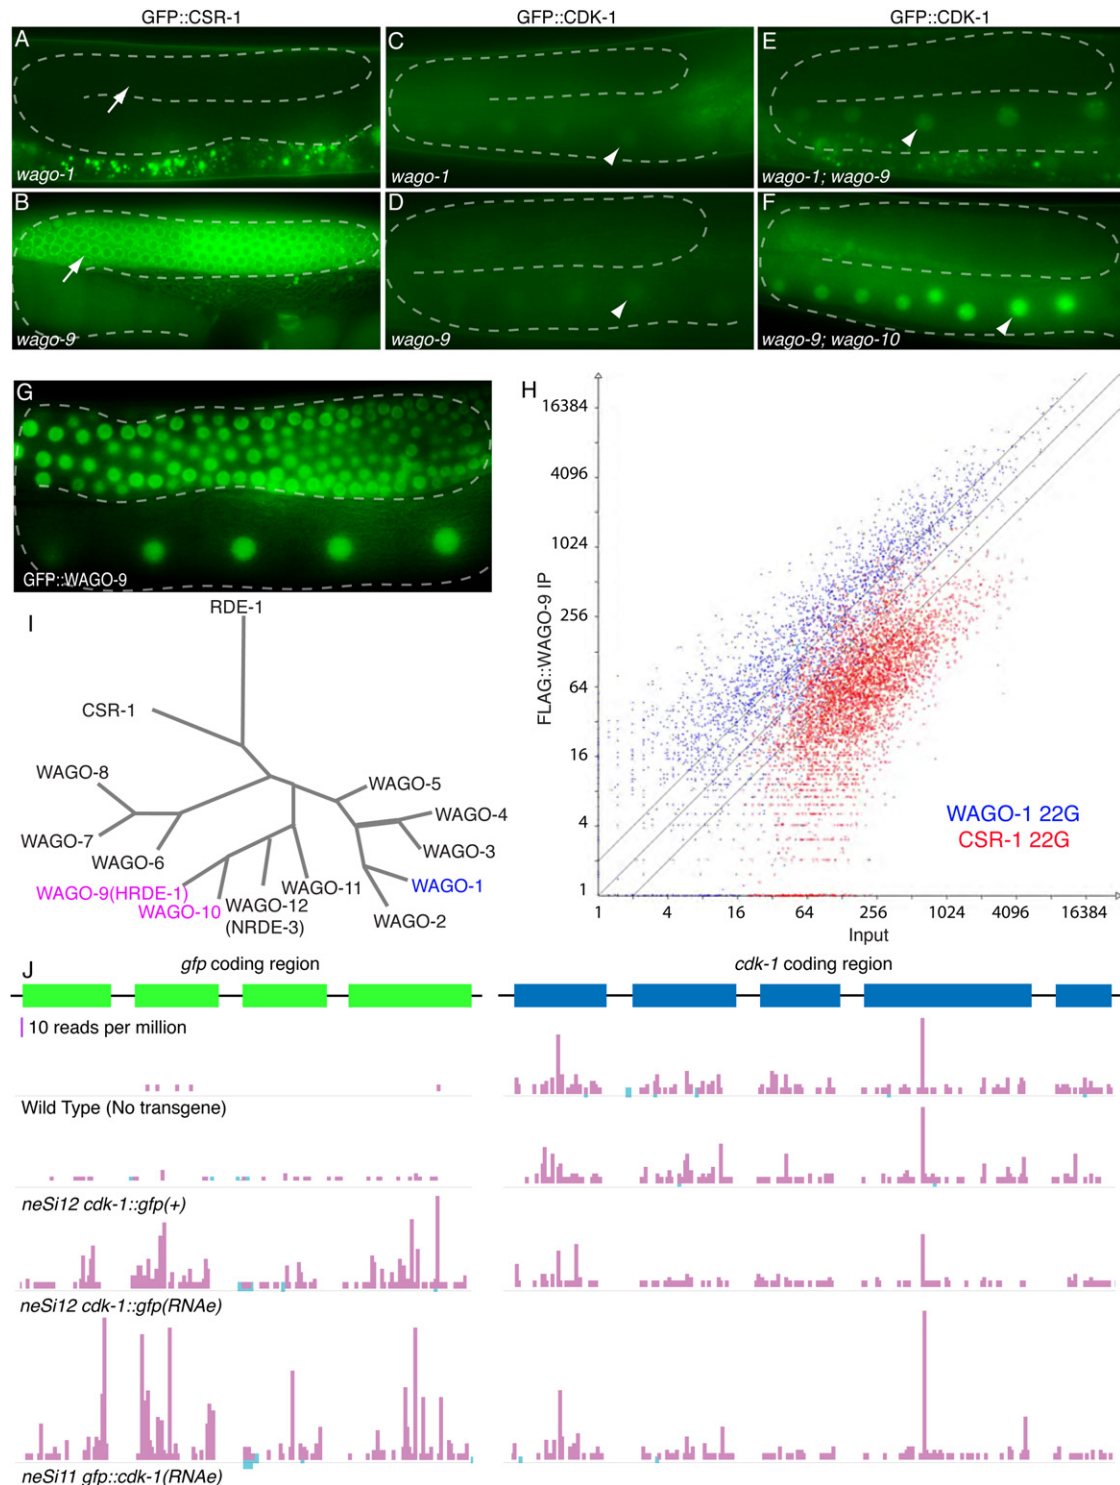 GFP::CSR-1
GFP::CDK-1
GFP::CDK-1
A
wago-1
C
wago-1
E
wago-1; wago-9
B
wago-9
D
wago-9
F
wago-9; wago-10
G
GFP::WAGO-9
H
16384
4096
1024
256
64
16
4
1
FLAG::WAGO-9 IP
1 4 16 64 256 1024 4096 16384
Input
WAGO-1 22G
CSR-1 22G
I
RDE-1
CSR-1
WAGO-8
WAGO-7
WAGO-6
WAGO-5
WAGO-4
WAGO-3
WAGO-1
WAGO-2
WAGO-11
WAGO-12
(NRDE-3)
WAGO-9(HRDE-1)
WAGO-10
J
gfp coding region
cdk-1 coding region
10 reads per million
Wild Type (No transgene)
neSi12 cdk-1::gfp(+)
neSi12 cdk-1::gfp(RNAe)
neSi11 gfp::cdk-1(RNAe)